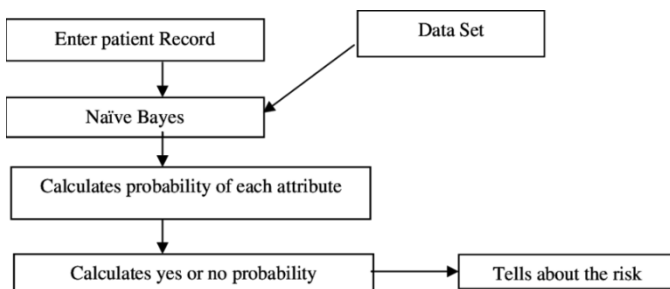 Enter patient Record
Data Set
Naïve Bayes
Calculates probability of each attribute
Calculates yes or no probability
Tells about the risk